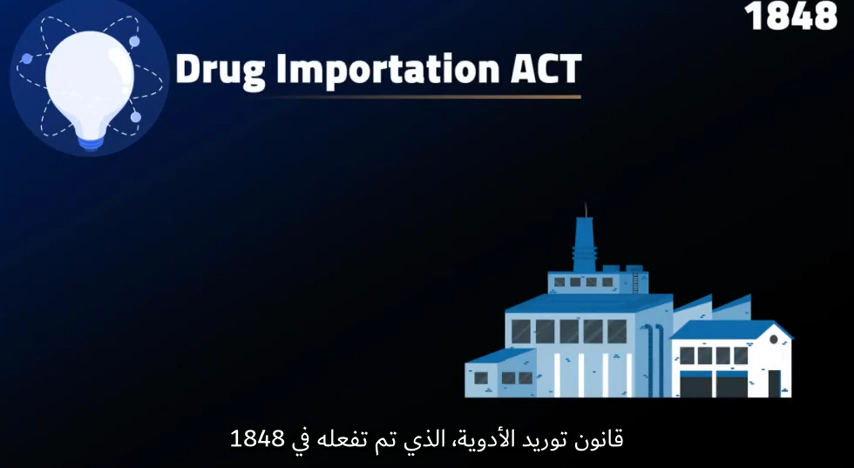 1848
Drug Importation ACT
قانون توريد الأدوية، الذي تم تفعله في 1848